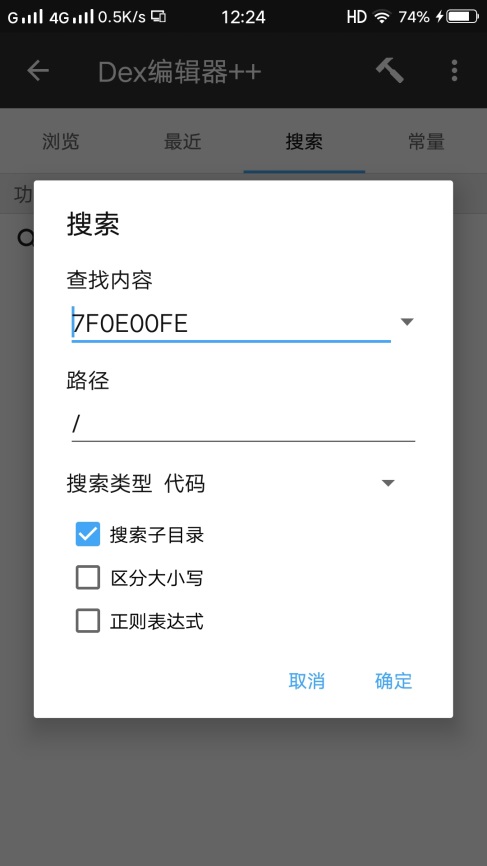 G 4G 0.5K/s 12:24 HD 74%
Dex编辑器++
浏览 最近 搜索 常量
功
搜索
查找内容
7F0E00FE
路径
/
搜索类型 代码
搜索子目录
区分大小写
正则表达式
取消 确定